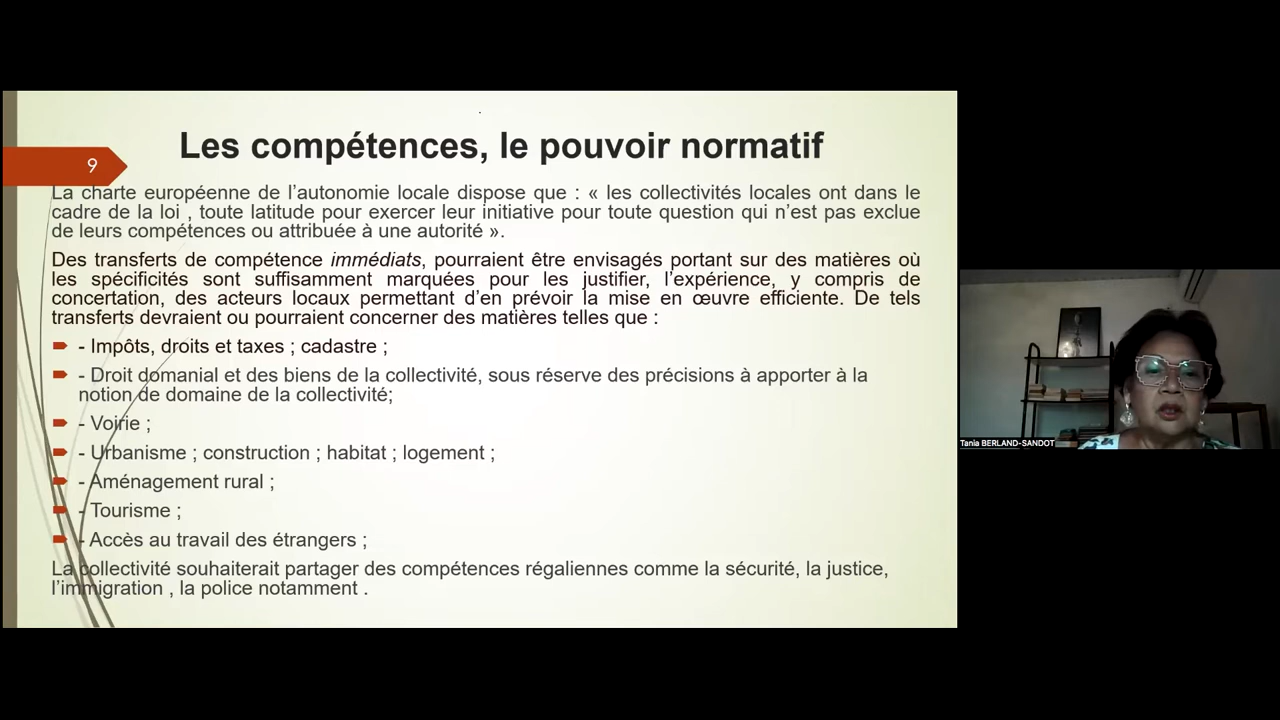 Les compétences, le pouvoir normatif
9
La charte européenne de l’autonomie locale dispose que : « les collectivités locales ont dans le
cadre de la loi , toute latitude pour exercer leur initiative pour toute question qui n’est pas exclue
de leurs compétences ou attribuée à une autorité ».
Des transferts de compétence immédiats, pourraient être envisagés portant sur des matières où
les spécificités sont suffisamment marquées pour les justifier, l’expérience, y compris de
concertation, des acteurs locaux permettant d’en prévoir la mise en œuvre efficiente. De tels
transferts devraient ou pourraient concerner des matières telles que :
- Impôts, droits et taxes ; cadastre ;
- Droit domanial et des biens de la collectivité, sous réserve des précisions à apporter à la
notion de domaine de la collectivité;
- Voirie ;
- Urbanisme ; construction ; habitat ; logement ;
- Aménagement rural ;
- Tourisme ;
- Accès au travail des étrangers ;
La collectivité souhaiterait partager des compétences régaliennes comme la sécurité, la justice,
l’immigration , la police notamment .
Tania BERLAND-SANDOT